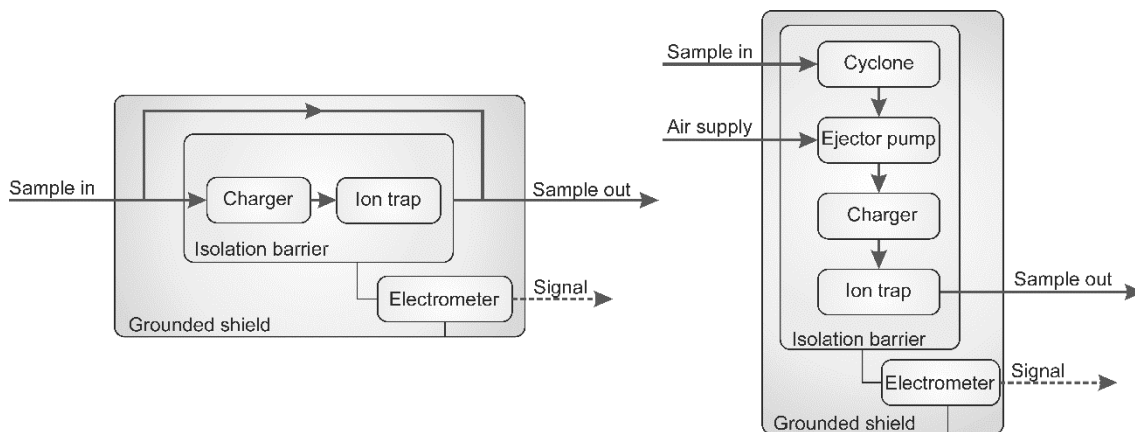 Sample in
Charger
Ion trap
Sample out
Isolation barrier
Electrometer
Signal
Grounded shield
Sample in
Cyclone
Air supply
Ejector pump
Charger
Ion trap
Sample out
Isolation barrier
Electrometer
Signal
Grounded shield